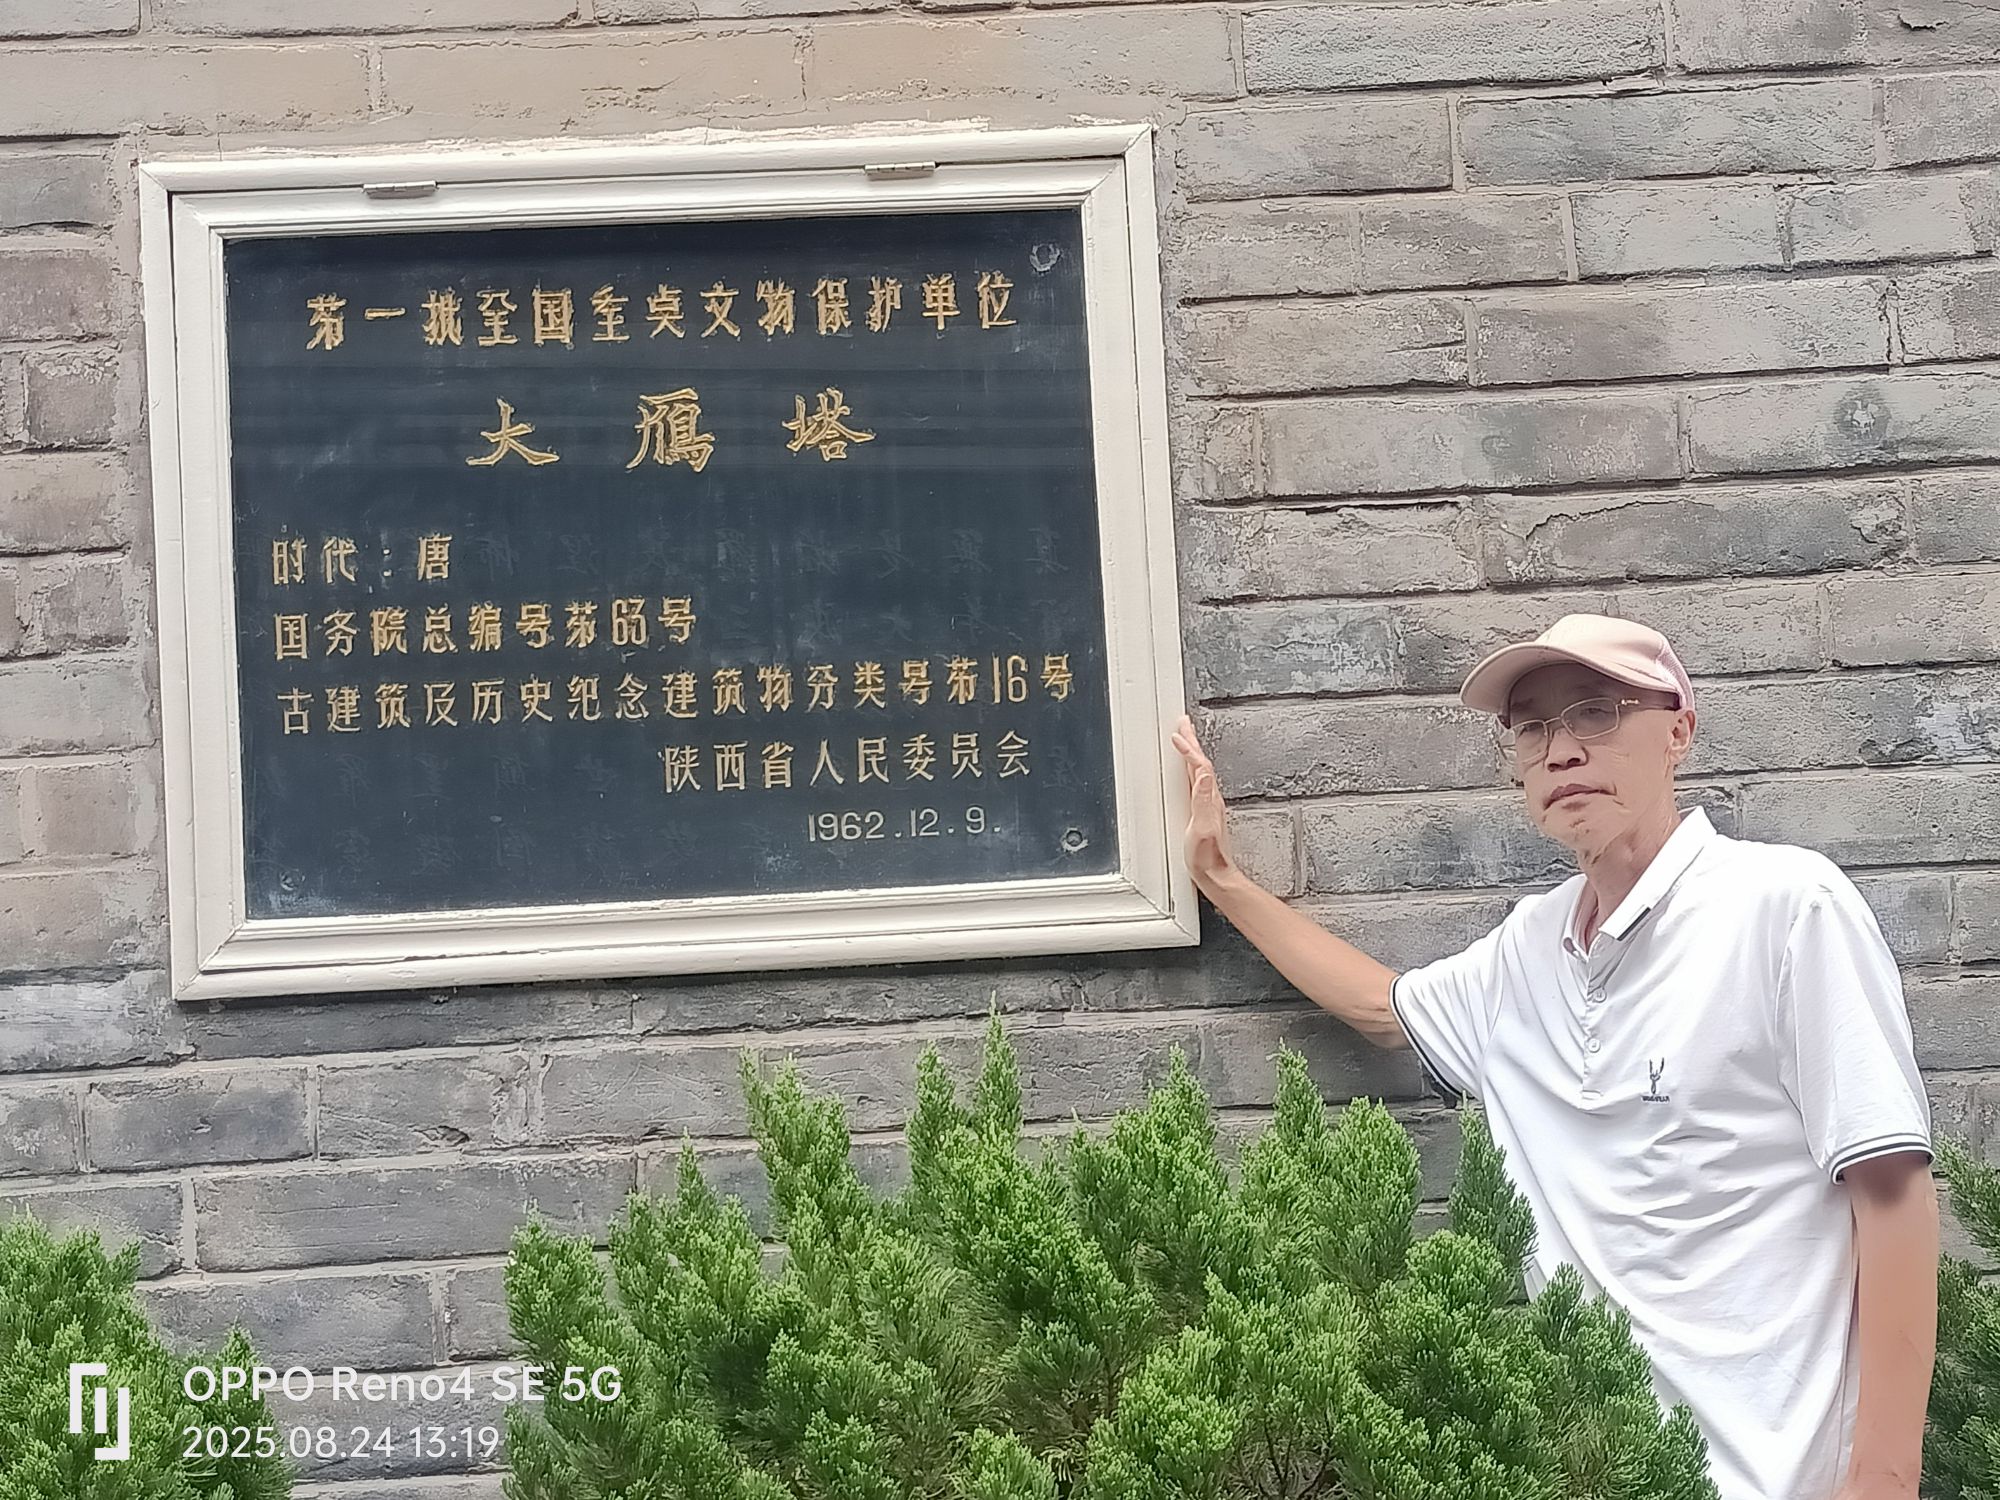 第一批全国重点文物保护单位
大雁塔
时代：唐
国务院总编号第63号
古建筑及历史纪念建筑物分类号第16号
陕西省人民委员会
1962.12.9.
OPPO Reno4 SE 5G
2025.08.24 13:19